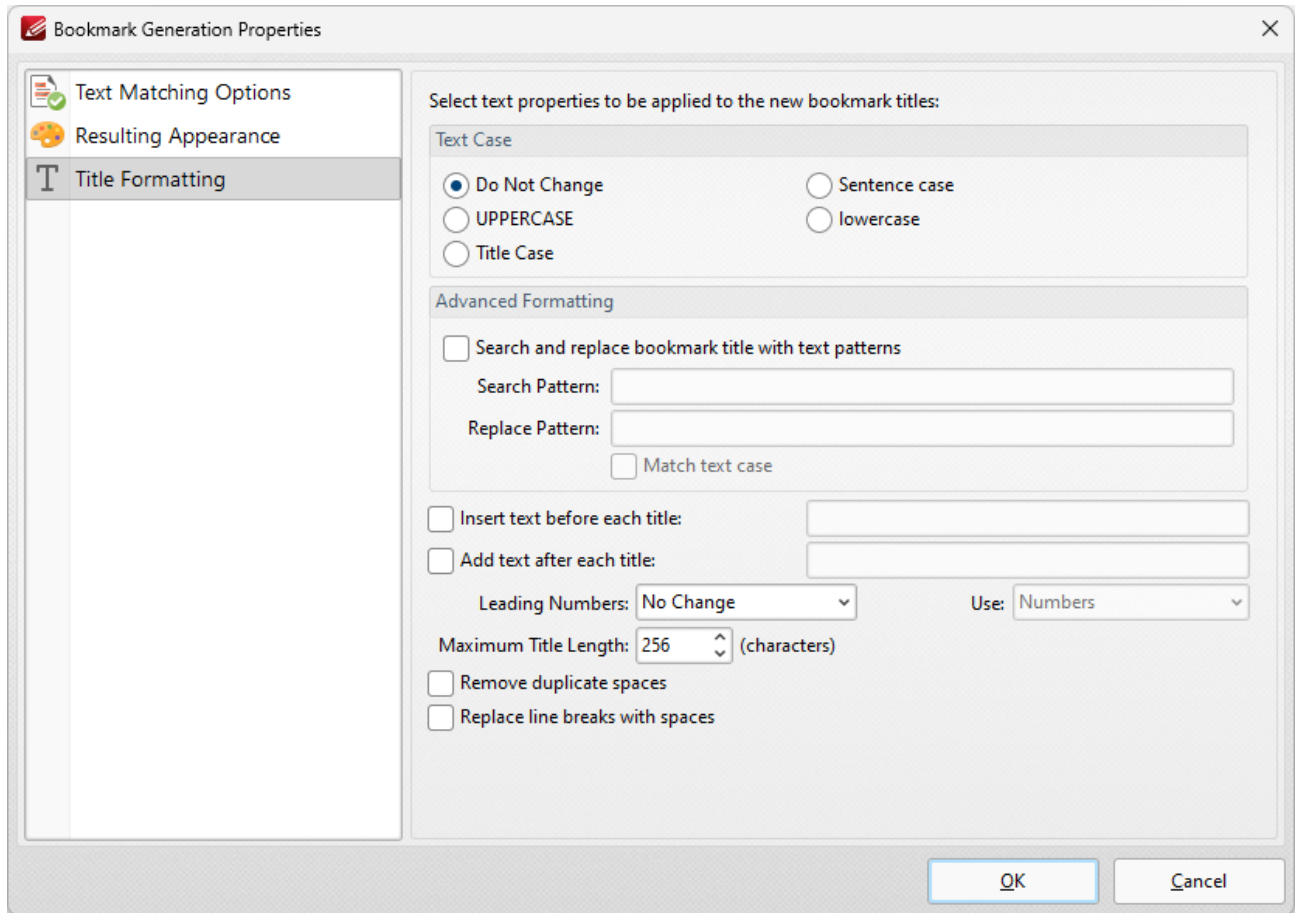 Bookmark Generation Properties
Text Matching Options
Resulting Appearance
T Title Formatting
Select text properties to be applied to the new bookmark titles:
Text Case
Do Not Change Sentence case
UPPERCASE lowercase
Title Case
Advanced Formatting
Search and replace bookmark title with text patterns
Search Pattern:
Replace Pattern:
Match text case
Insert text before each title:
Add text after each title:
Leading Numbers: No Change Use: Numbers
Maximum Title Length: 256 (characters)
Remove duplicate spaces
Replace line breaks with spaces
OK Cancel